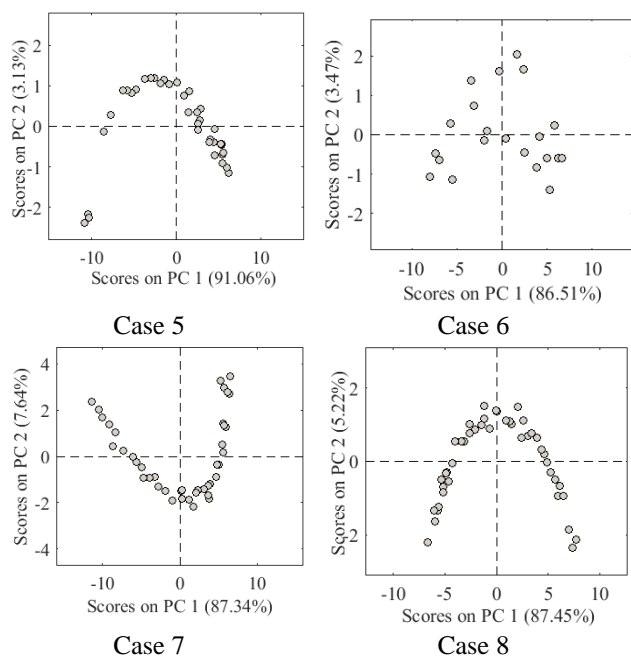 2
1
0
-1
-2
Scores on PC 2 (3.13%)
-10
0
10
Scores on PC 1 (91.06%)
Case 5
2
1
0
-1
-2
Scores on PC 2 (3.47%)
-10
-5
0
5
10
Scores on PC 1 (86.51%)
Case 6
4
2
0
-2
-4
Scores on PC 2 (7.64%)
-10
0
10
Scores on PC 1 (87.34%)
Case 7
2
0
-2
Scores on PC 2 (5.22%)
-10
-5
0
5
10
Scores on PC 1 (87.45%)
Case 8